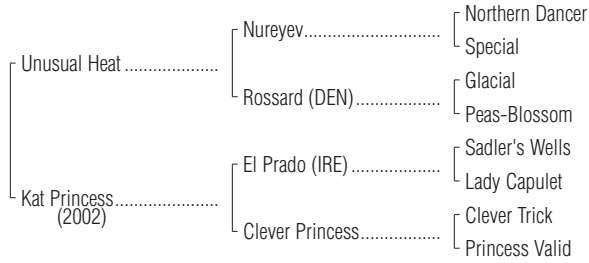 Northern Dancer
Nureyev
Special
Unusual Heat
Glacial
Rossard (DEN)
Peas-Blossom
Sadler's Wells
El Prado (IRE)
Lady Capulet
Kat Princess
(2002)
Clever Trick
Clever Princess
Princess Valid